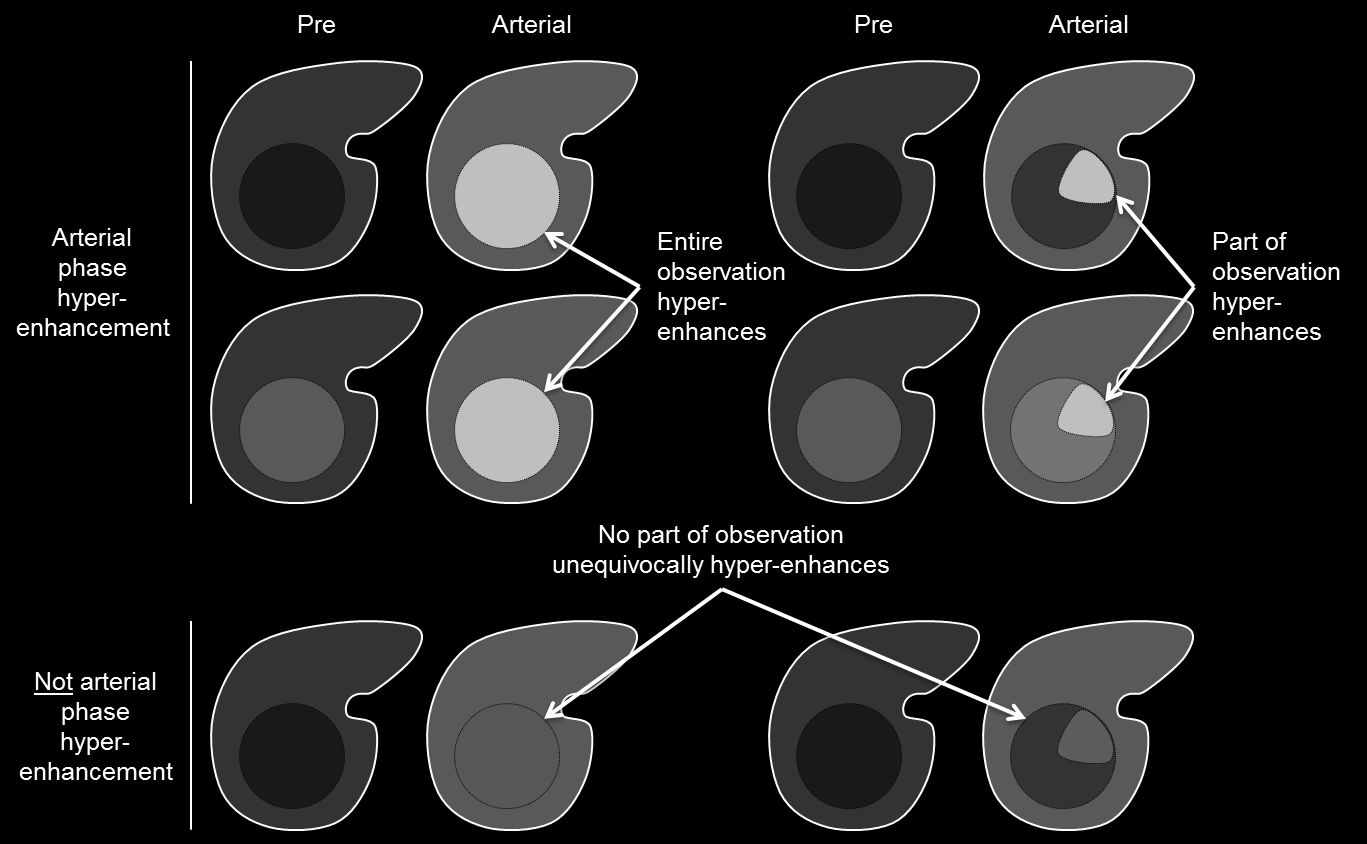 Pre
Arterial
Pre
Arterial
Arterial
phase
hyper-
enhancement
Entire
observation
hyper-
enhances
Part of
observation
hyper-
enhances
No part of observation
unequivocally hyper-enhances
Not arterial
phase
hyper-
enhancement